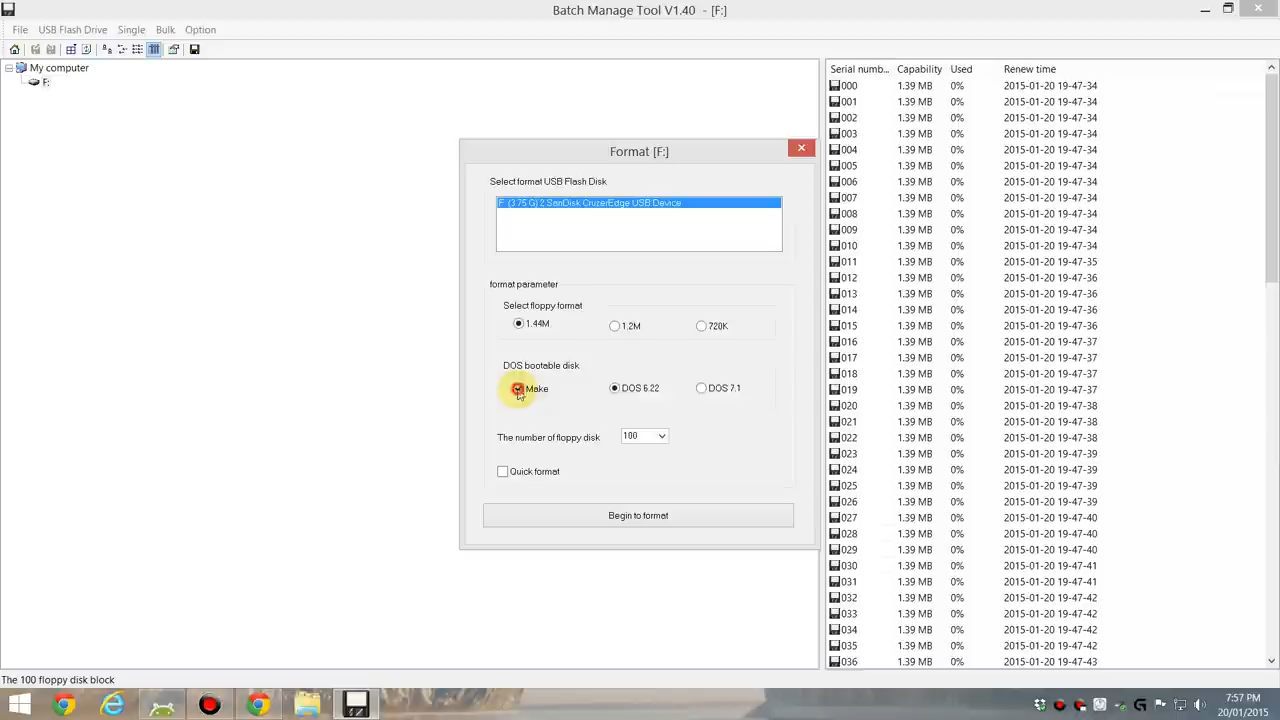 Batch Manage Tool V1.40 - [F:]
File USB Flash Drive Single Bulk Option
My computer
F:
Format [F:]
Select format USB Flash Disk
F (3.75 G) 2.SanDisk CruzerEdge USB Device
format parameter
Select floppy format
1.44M 1.2M 720K
DOS bootable disk
Make DOS 6.22 DOS 7.1
The number of floppy disk 100
Quick format
Begin to format
Serial numb... Capability Used Renew time
000 1.39 MB 0% 2015-01-20 19-47-34
001 1.39 MB 0% 2015-01-20 19-47-34
002 1.39 MB 0% 2015-01-20 19-47-34
003 1.39 MB 0% 2015-01-20 19-47-34
004 1.39 MB 0% 2015-01-20 19-47-34
005 1.39 MB 0% 2015-01-20 19-47-34
006 1.39 MB 0% 2015-01-20 19-47-34
007 1.39 MB 0% 2015-01-20 19-47-34
008 1.39 MB 0% 2015-01-20 19-47-34
009 1.39 MB 0% 2015-01-20 19-47-34
010 1.39 MB 0% 2015-01-20 19-47-34
011 1.39 MB 0% 2015-01-20 19-47-35
012 1.39 MB 0% 2015-01-20 19-47-36
013 1.39 MB 0% 2015-01-20 19-47-36
014 1.39 MB 0% 2015-01-20 19-47-36
015 1.39 MB 0% 2015-01-20 19-47-36
016 1.39 MB 0% 2015-01-20 19-47-37
017 1.39 MB 0% 2015-01-20 19-47-37
018 1.39 MB 0% 2015-01-20 19-47-37
019 1.39 MB 0% 2015-01-20 19-47-37
020 1.39 MB 0% 2015-01-20 19-47-38
021 1.39 MB 0% 2015-01-20 19-47-38
022 1.39 MB 0% 2015-01-20 19-47-38
023 1.39 MB 0% 2015-01-20 19-47-39
024 1.39 MB 0% 2015-01-20 19-47-39
025 1.39 MB 0% 2015-01-20 19-47-39
026 1.39 MB 0% 2015-01-20 19-47-39
027 1.39 MB 0% 2015-01-20 19-47-40
028 1.39 MB 0% 2015-01-20 19-47-40
029 1.39 MB 0% 2015-01-20 19-47-40
030 1.39 MB 0% 2015-01-20 19-47-41
031 1.39 MB 0% 2015-01-20 19-47-41
032 1.39 MB 0% 2015-01-20 19-47-42
033 1.39 MB 0% 2015-01-20 19-47-42
034 1.39 MB 0% 2015-01-20 19-47-42
035 1.39 MB 0% 2015-01-20 19-47-42
036 1.39 MB 0% 2015-01-20 19-47-43
The 100 floppy disk block
7:57 PM
20/01/2015